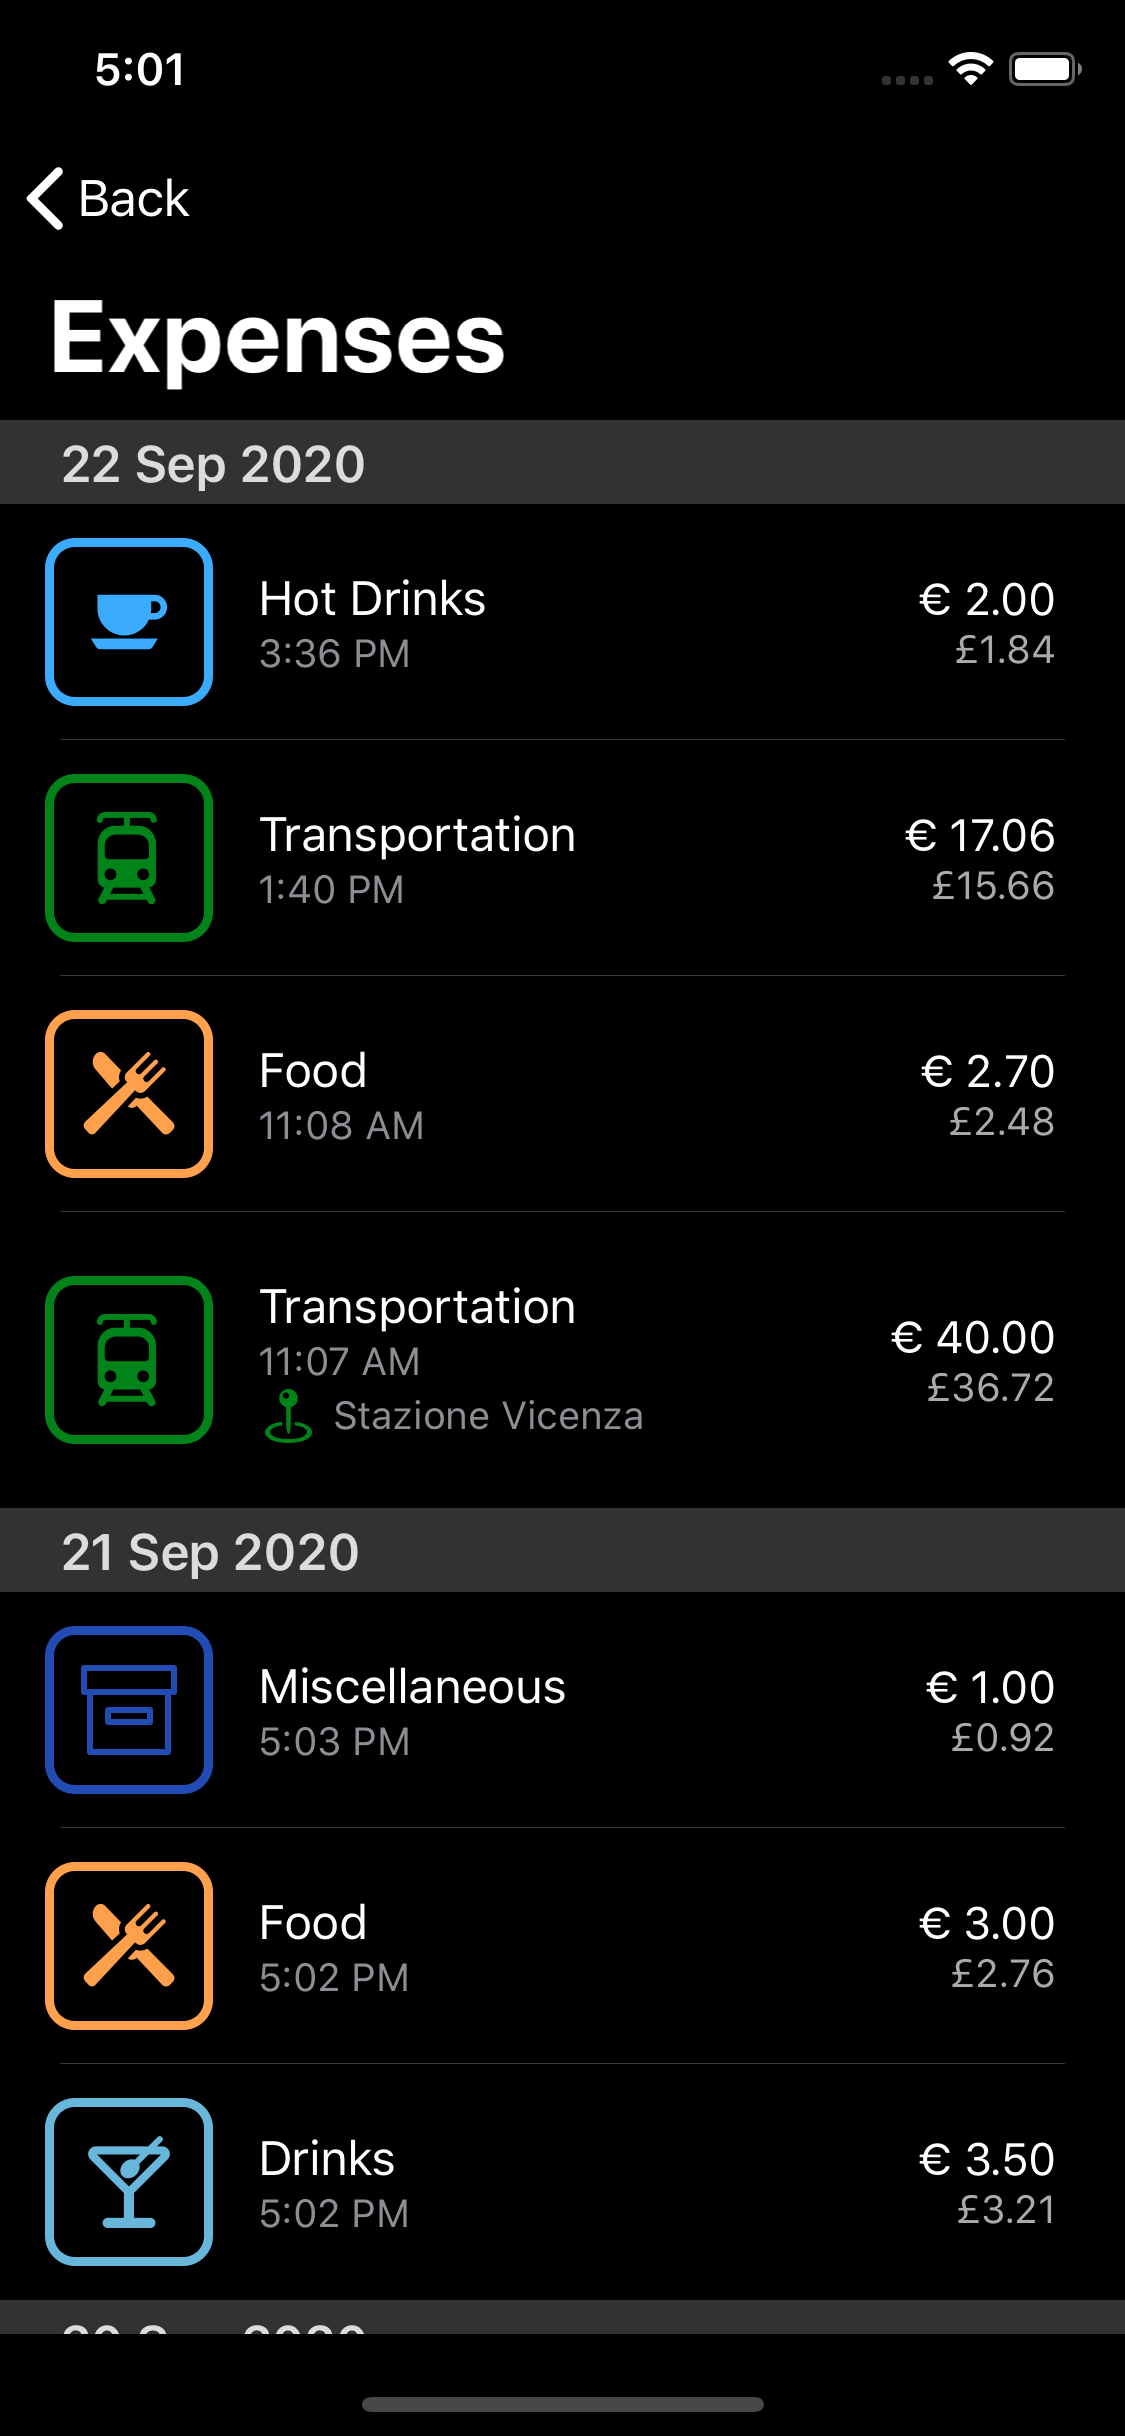 5:01
Back
Expenses
22 Sep 2020
Hot Drinks
€ 2.00
3:36 PM
£1.84
Transportation
€ 17.06
1:40 PM
£15.66
Food
€ 2.70
11:08 AM
£2.48
Transportation
€ 40.00
11:07 AM
£36.72
Stazione Vicenza
21 Sep 2020
Miscellaneous
€ 1.00
5:03 PM
£0.92
Food
€ 3.00
5:02 PM
£2.76
Drinks
€ 3.50
5:02 PM
£3.21